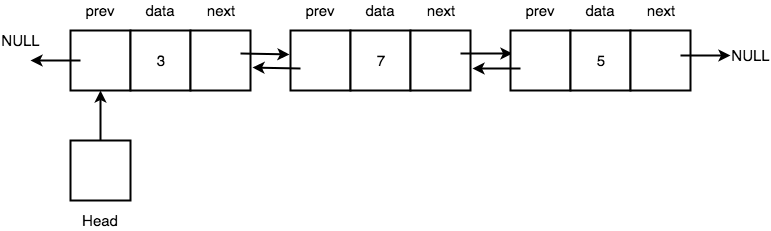 prev data next prev data next prev data next
NULL
3 7 5
NULL
Head